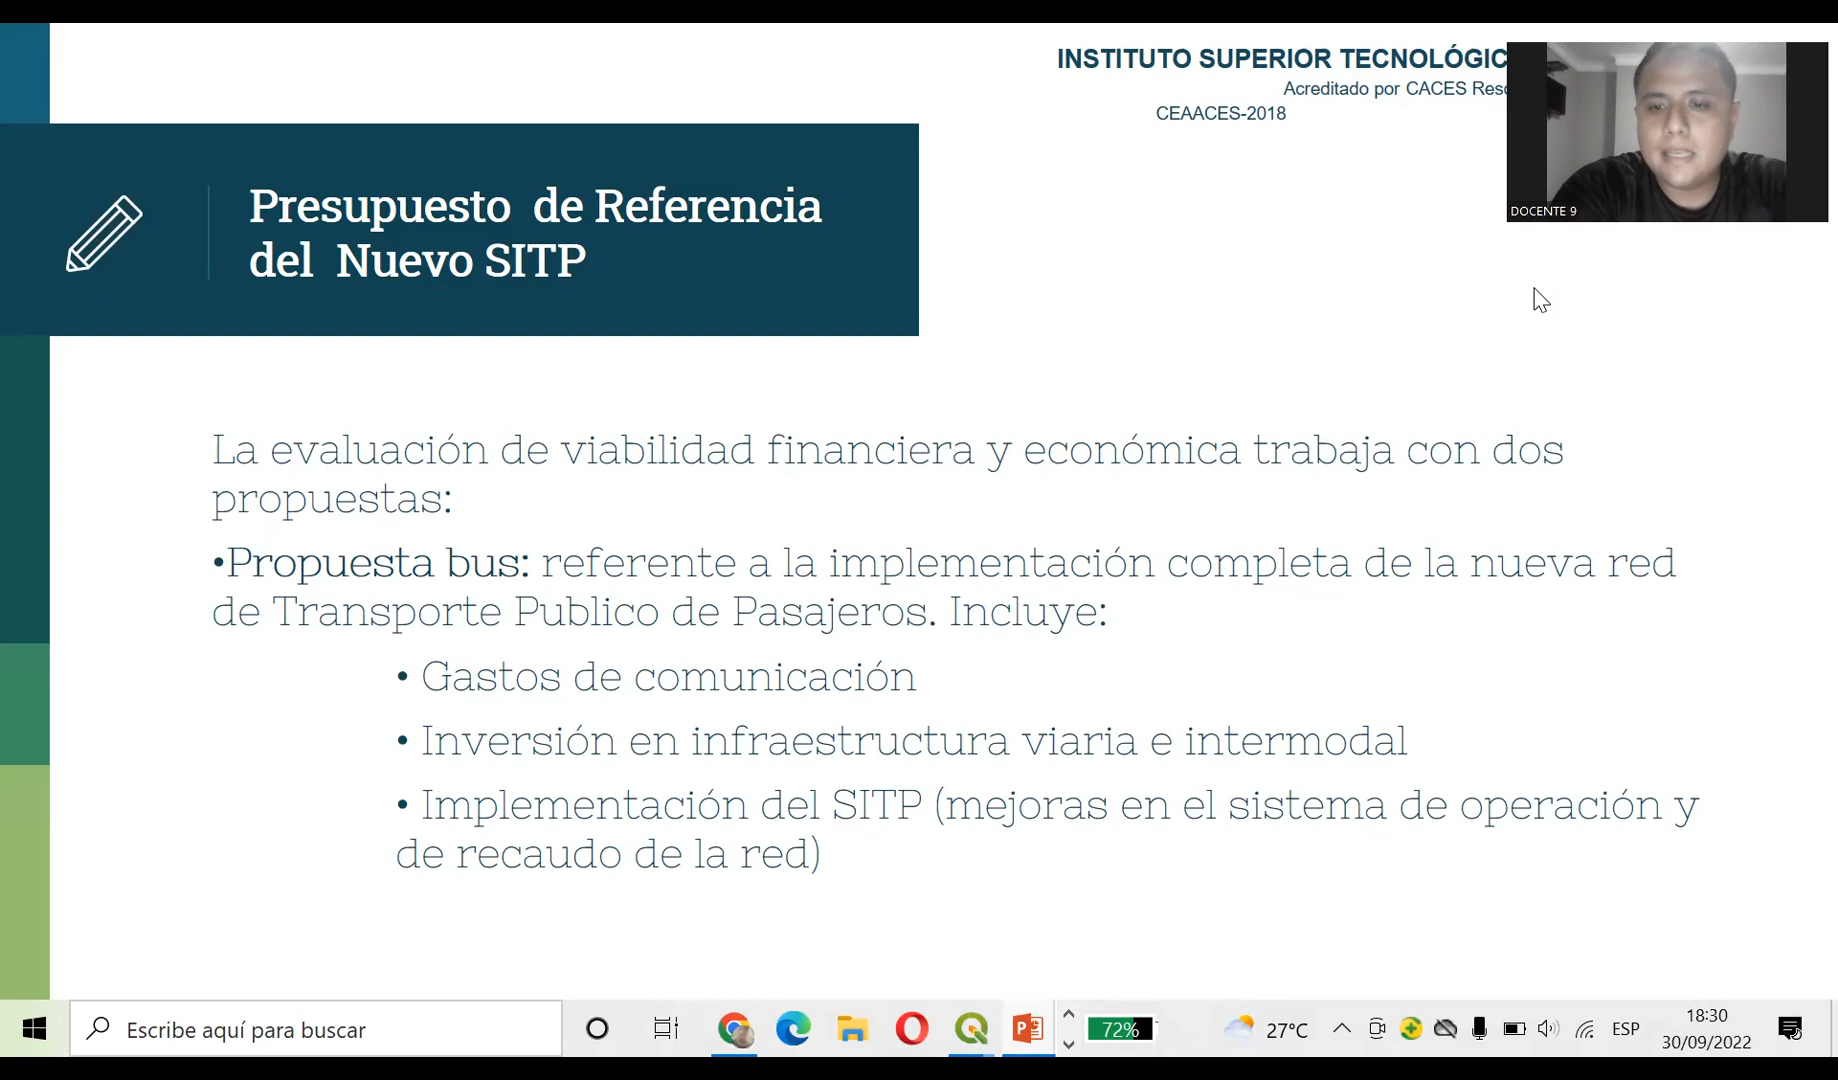 INSTITUTO SUPERIOR TECNOLÓGIC
Acreditado por CACES Reso
CEAACES-2018
DOCENTE 9
Presupuesto de Referencia
del Nuevo SITP
La evaluación de viabilidad financiera y económica trabaja con dos
propuestas:
•Propuesta bus: referente a la implementación completa de la nueva red
de Transporte Publico de Pasajeros. Incluye:
• Gastos de comunicación
• Inversión en infraestructura viaria e intermodal
• Implementación del SITP (mejoras en el sistema de operación y
de recaudo de la red)
Escribe aquí para buscar
72%
27°C
ESP
18:30
30/09/2022